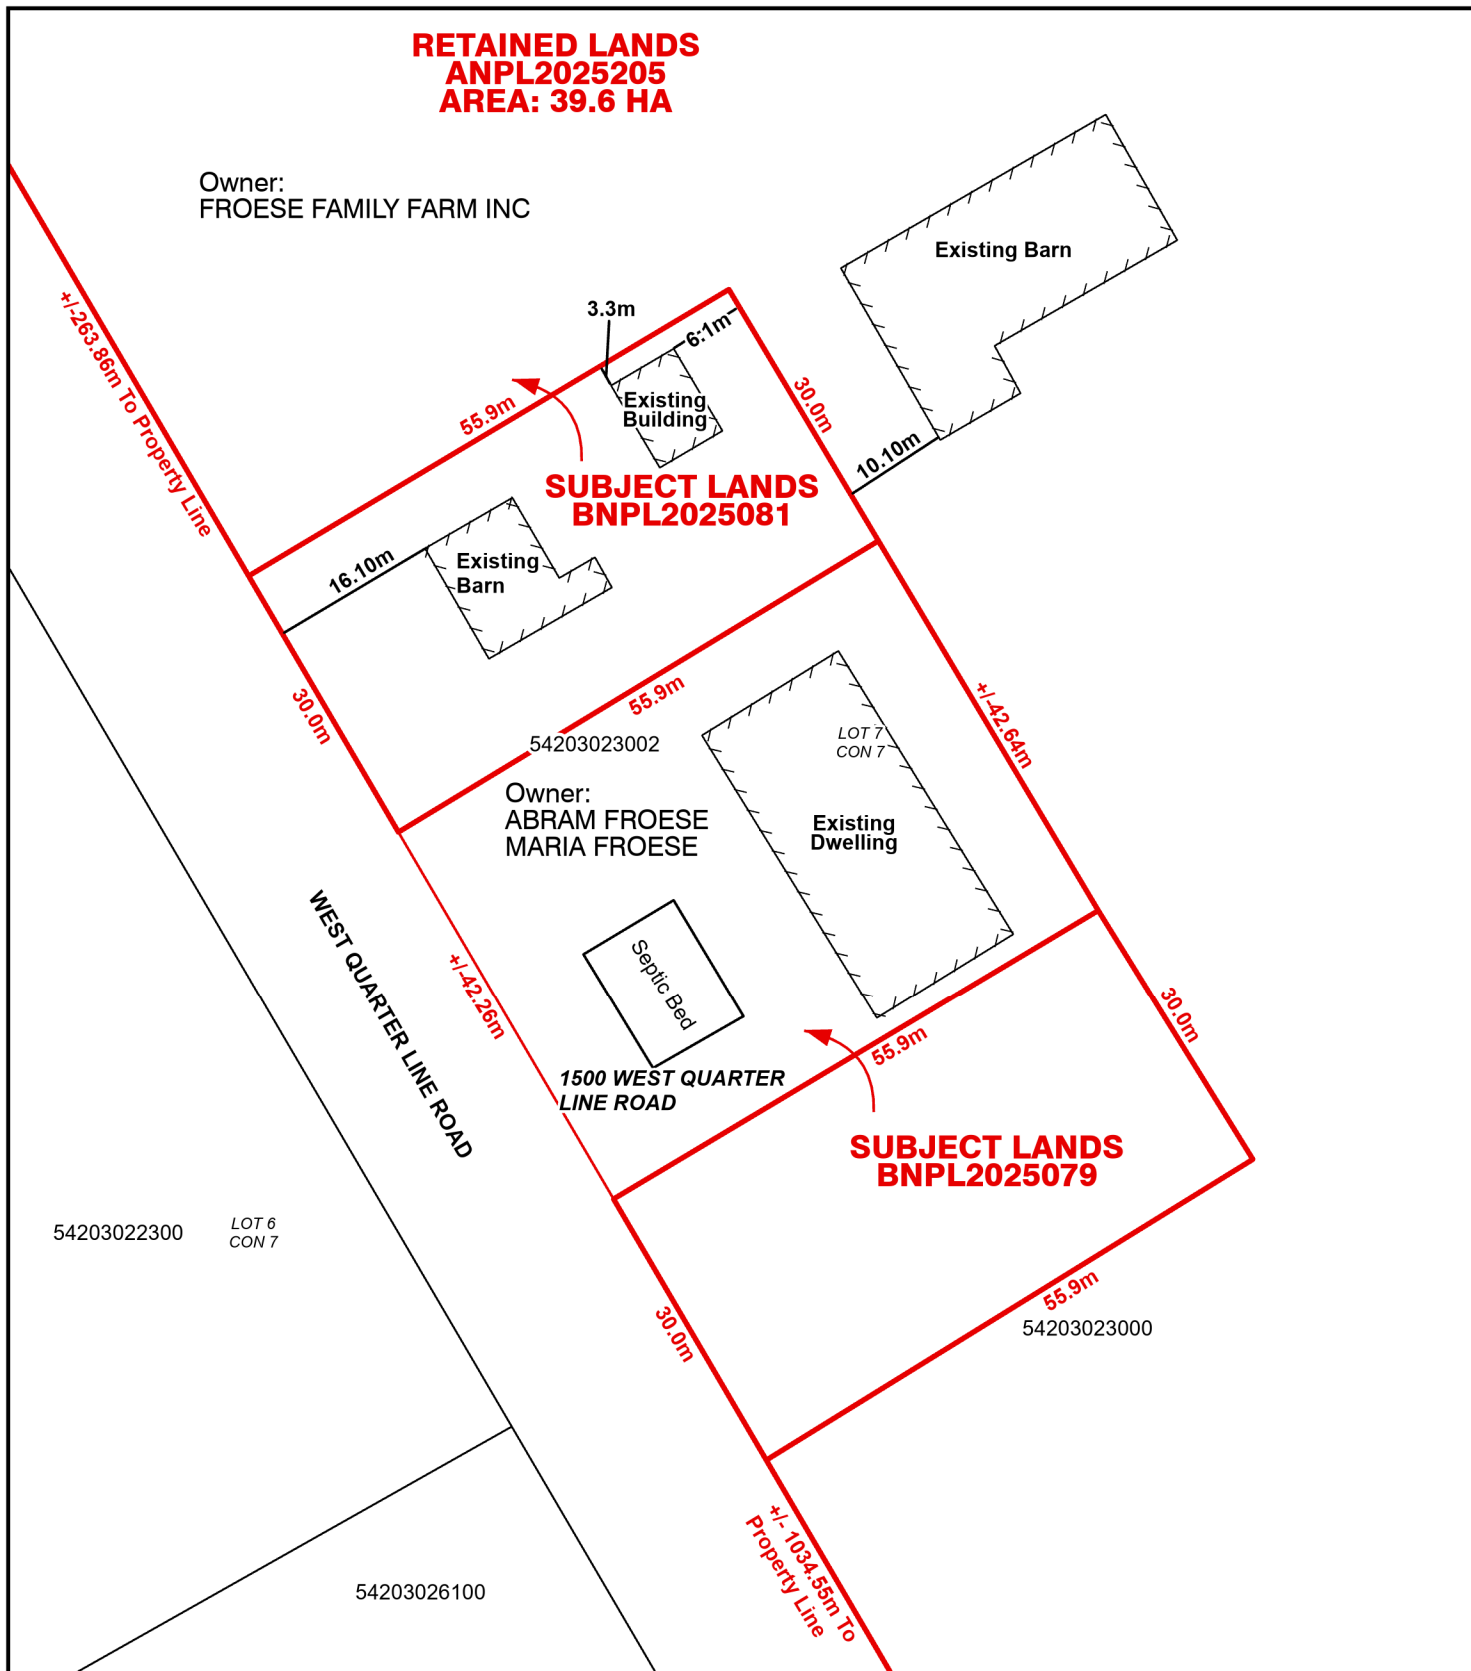 RETAINED LANDS
ANPL2025205
AREA: 39.6 HA
Owner:
FROESE FAMILY FARM INC
Existing Barn
+/-263.86m To Property Line
3.3m
6.1m
55.9m
Existing
Building
30.0m
10.10m
SUBJECT LANDS
BNPL2025081
16.10m
Existing
Barn
30.0m
55.9m
54203023002
LOT 7
CON 7
+/-42.64m
Owner:
ABRAM FROESE
MARIA FROESE
Existing
Dwelling
WEST QUARTER LINE ROAD
+/-42.26m
Septic Bed
1500 WEST QUARTER
LINE ROAD
55.9m
30.0m
SUBJECT LANDS
BNPL2025079
54203022300
LOT 6
CON 7
30.0m
55.9m
54203023000
+/- 1034.55m To
Property Line
54203026100